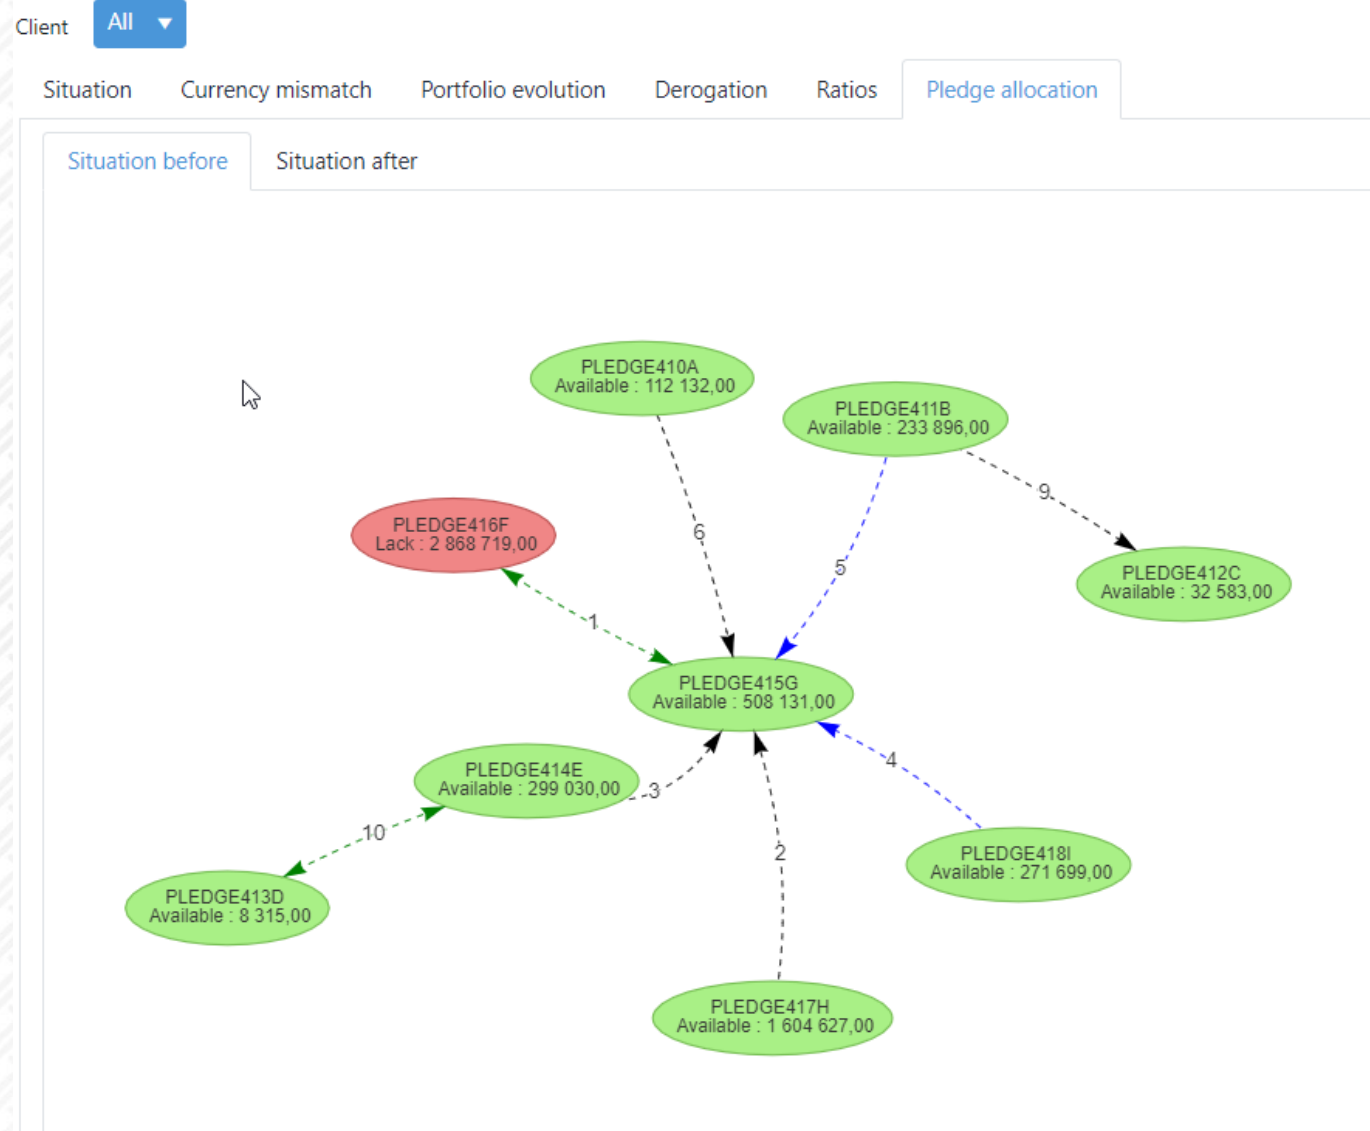 Client All
Situation Currency mismatch Portfolio evolution Derogation Ratios Pledge allocation
Situation before Situation after
PLEDGE410A
Available : 112 132,00
PLEDGE411B
Available : 233 896,00
9
PLEDGE416F
Lack : 2 868 719,00
6
5
PLEDGE412C
Available : 32 583,00
1
PLEDGE415G
Available : 508 131,00
4
PLEDGE414E
Available : 299 030,00
3
10
2
PLEDGE418I
Available : 271 699,00
PLEDGE413D
Available : 8 315,00
PLEDGE417H
Available : 1 604 627,00